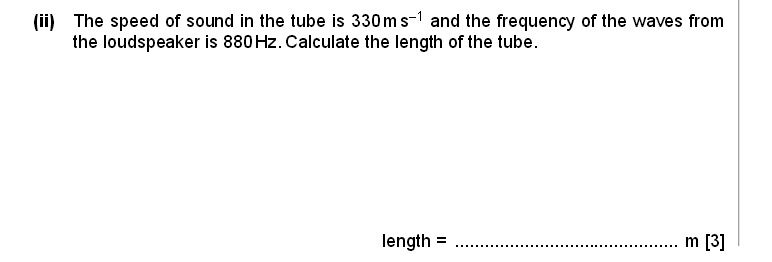 (ii) The speed of sound in the tube is 330 m s⁻¹ and the frequency of the waves from
the loudspeaker is 880 Hz. Calculate the length of the tube.
length = .............................................. m [3]